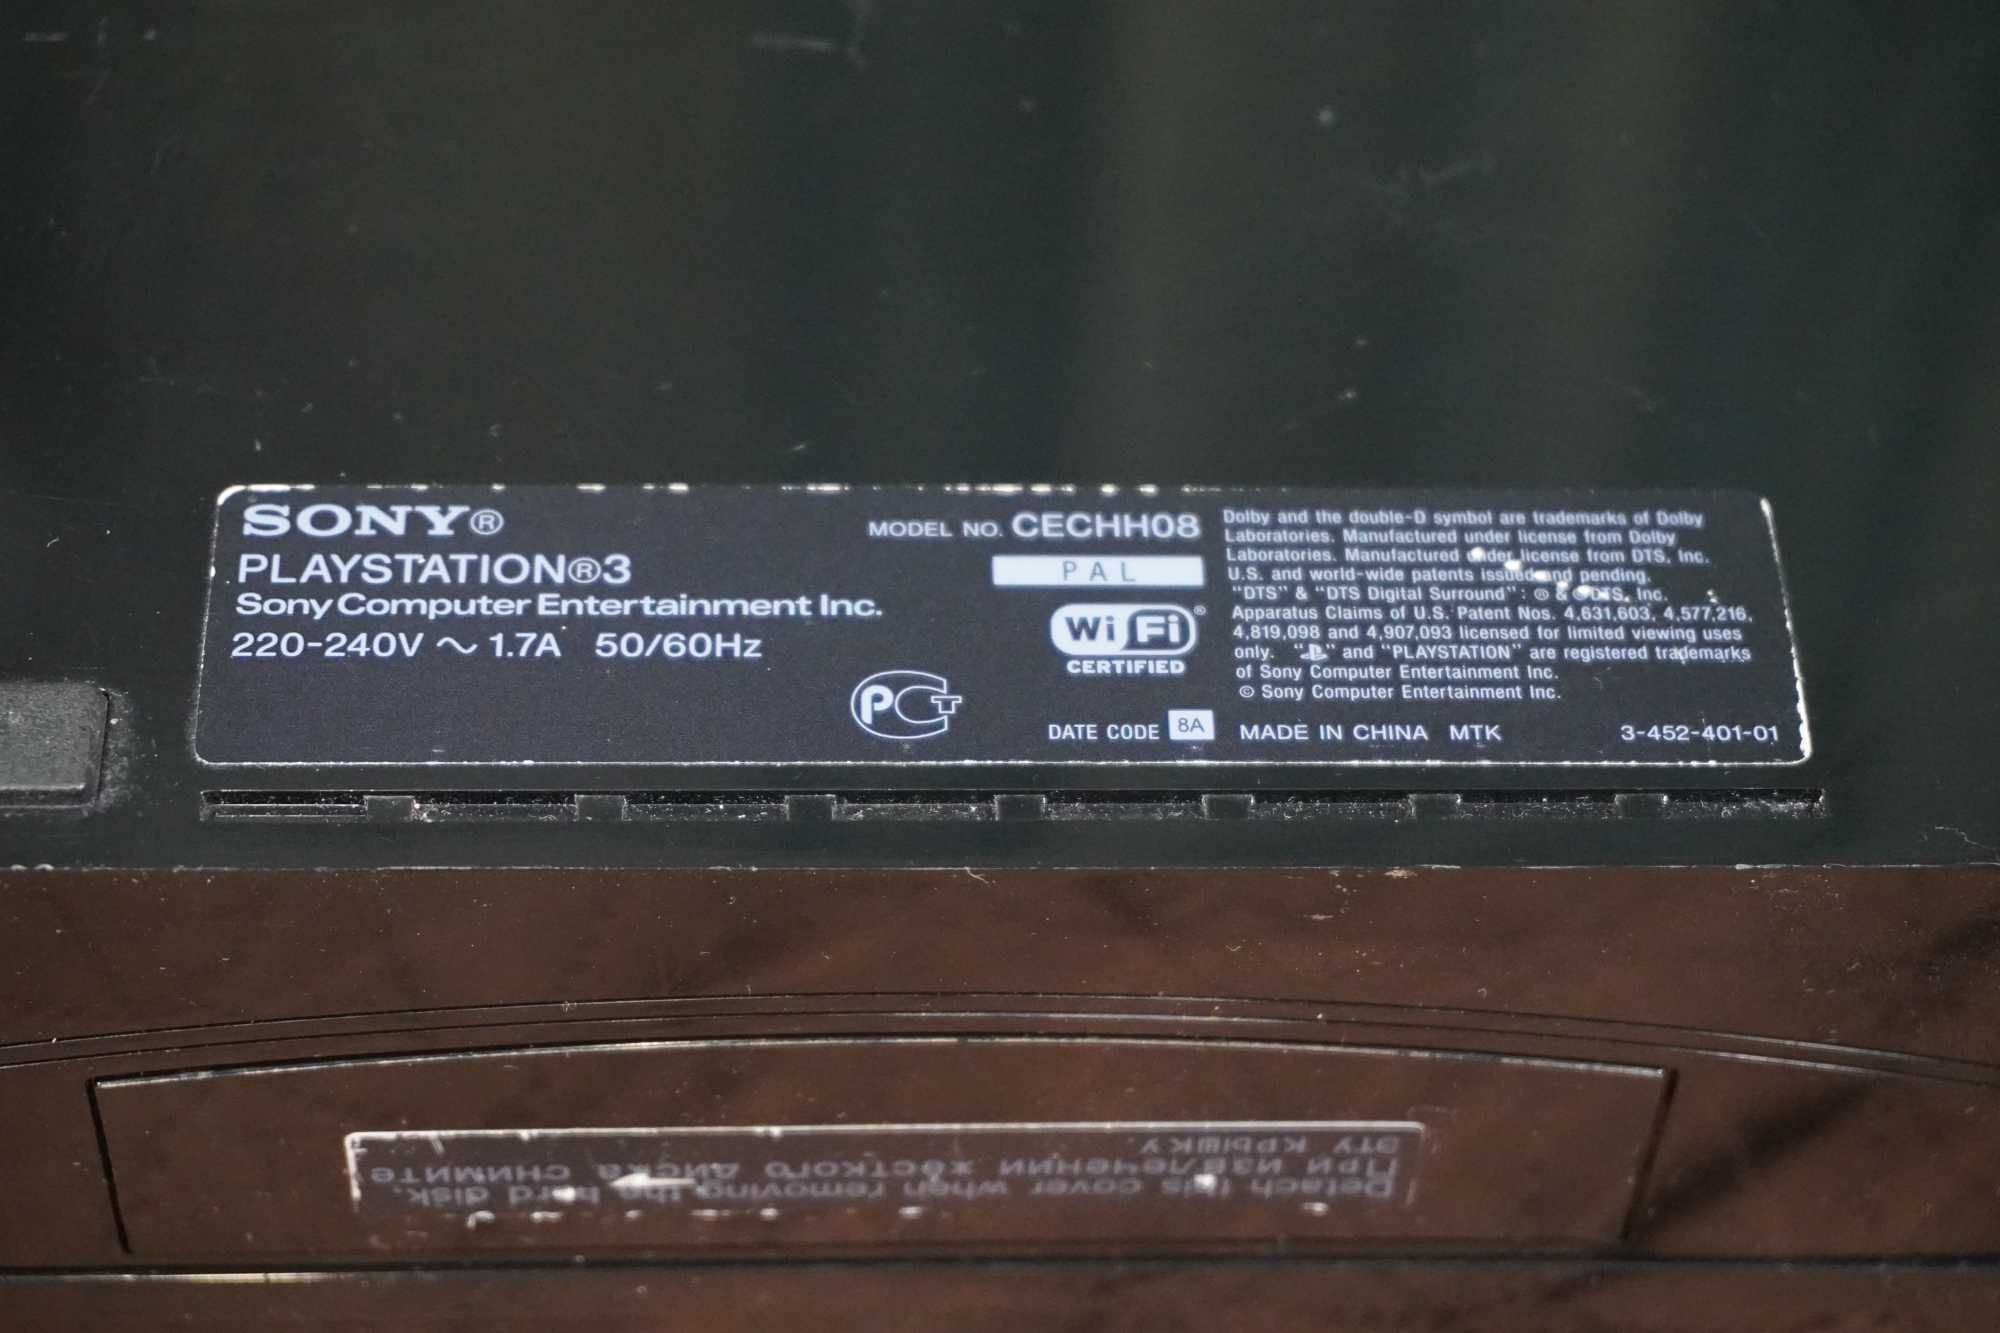 SONY®
PLAYSTATION®3
Sony Computer Entertainment Inc.
220-240V ~ 1.7A 50/60Hz
PCT
MODEL NO. CECHH08
PAL
Wi Fi®
CERTIFIED
DATE CODE 8A
Dolby and the double-D symbol are trademarks of Dolby
Laboratories. Manufactured under license from Dolby
Laboratories. Manufactured under license from DTS, Inc.
U.S. and world-wide patents issued and pending.
"DTS" & "DTS Digital Surround": ® & © DTS, Inc.
Apparatus Claims of U.S. Patent Nos. 4,631,603, 4,577,216,
4,819,098 and 4,907,093 licensed for limited viewing uses
only. " " and "PLAYSTATION" are registered trademarks
of Sony Computer Entertainment Inc.
© Sony Computer Entertainment Inc.
MADE IN CHINA MTK 3-452-401-01
Detach this cover when removing the hard disk.
При извлечении жёсткого диска снимите
эту крышку.